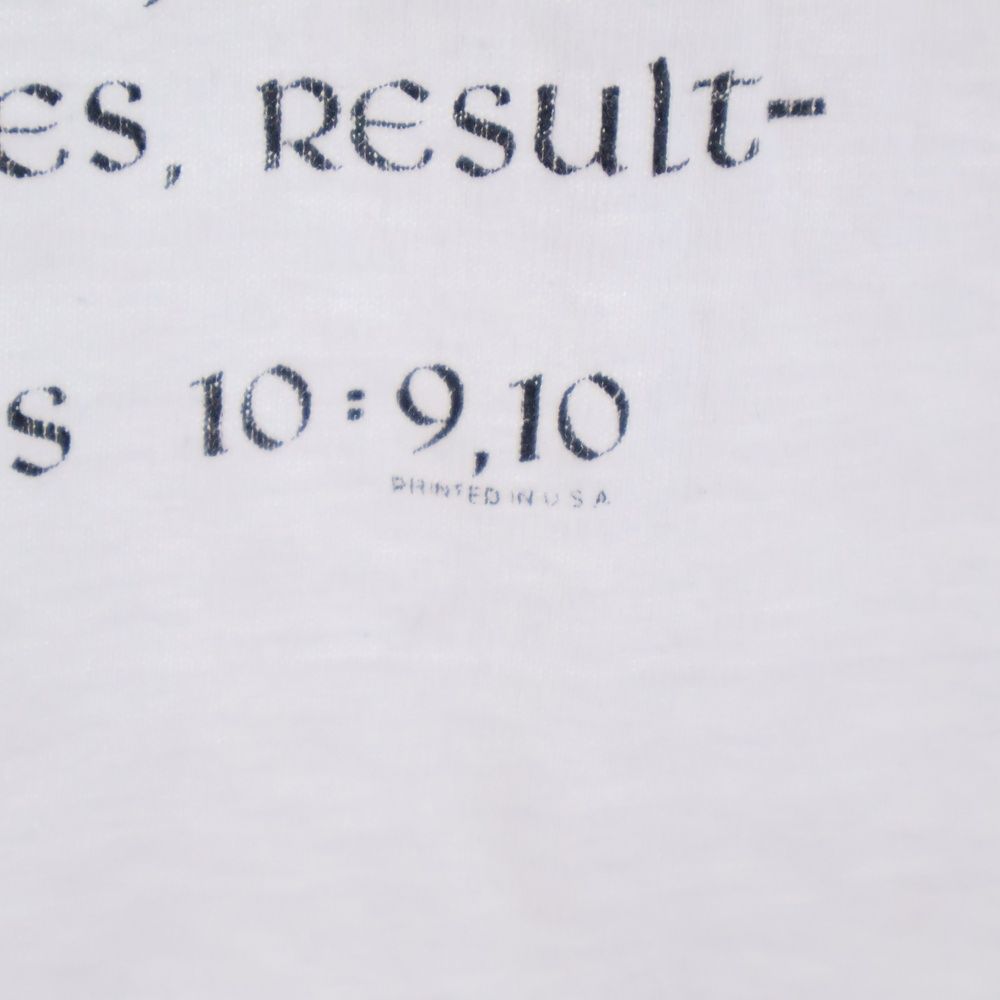 es, Result-
s 10:9,10
PRINTED IN U S A